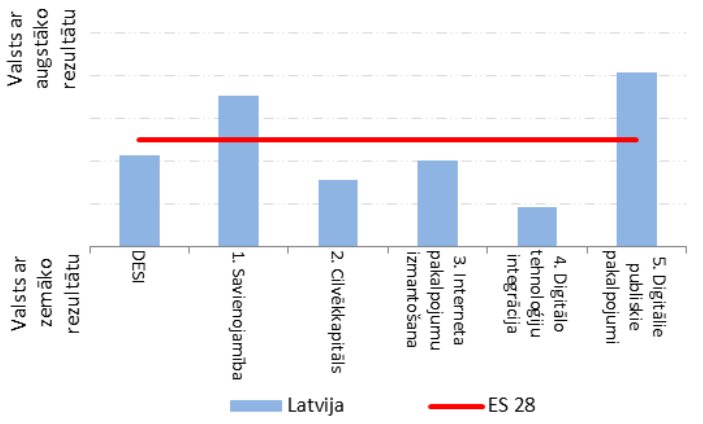 Valsts ar
augstāko
rezultātu
Valsts ar
zemāko
rezultātu
DESI
1. Savienojamība
2. Cilvēkkapitāls
3. Interneta
pakalpojumu
izmantošana
4. Digitālo
tehnoloģiju
integrācija
5. Digitālie
publiskie
pakalpojumi
Latvija
ES 28